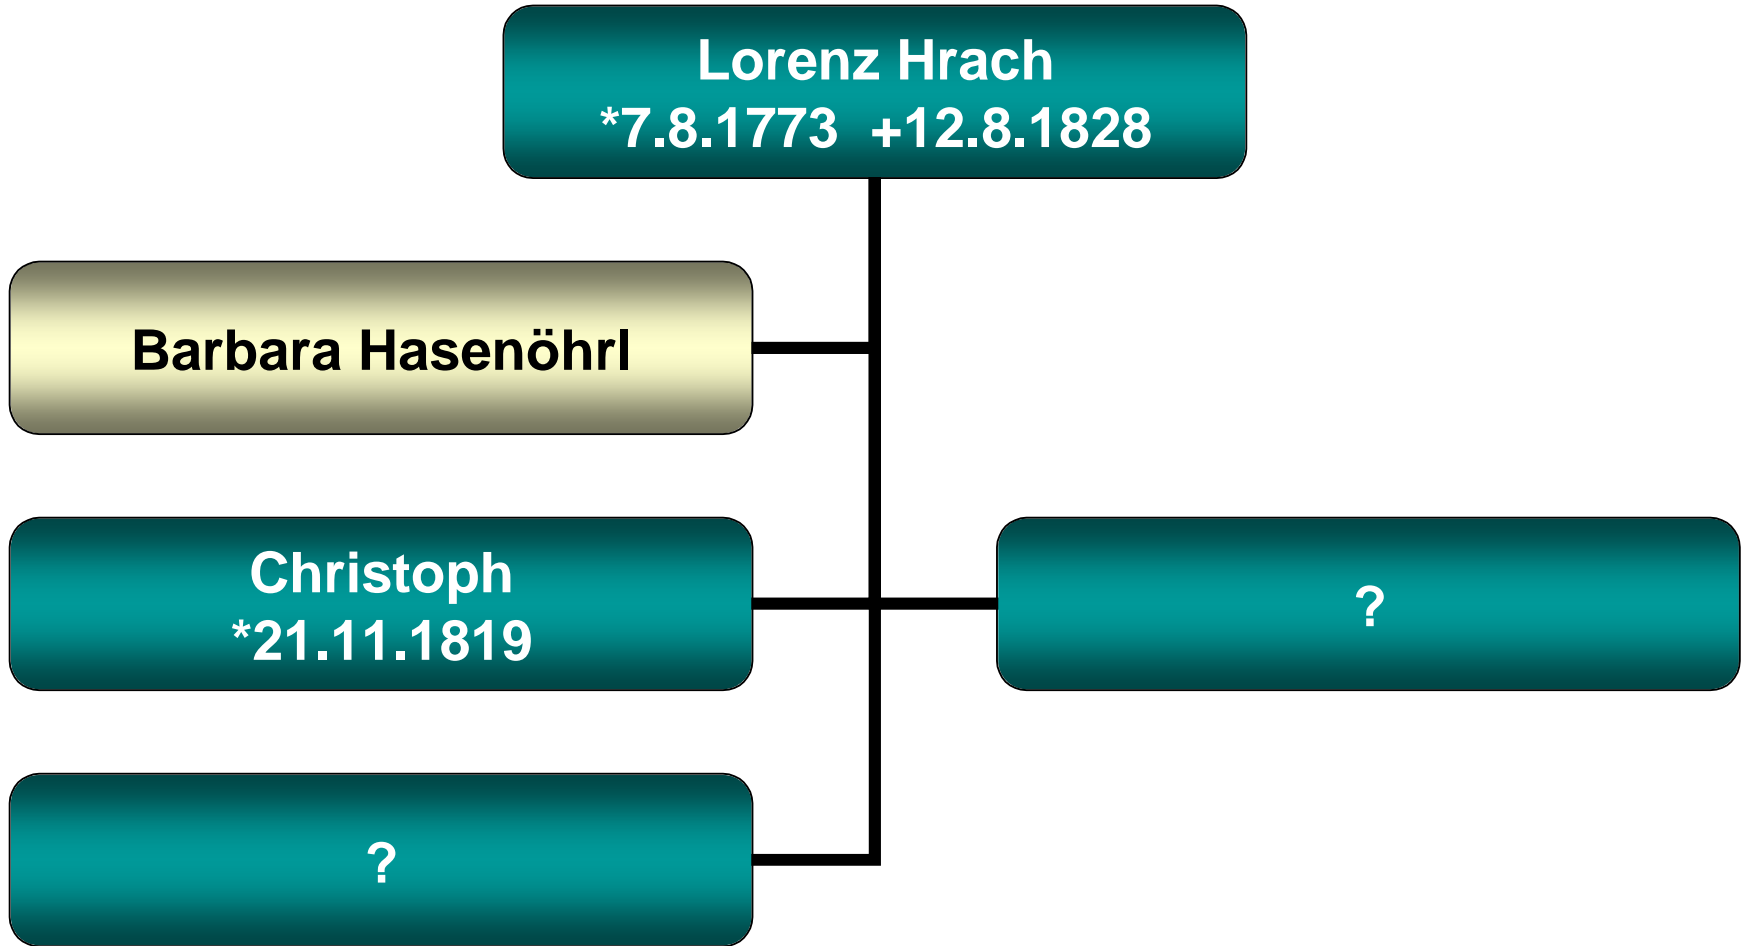 Lorenz Hrach
*7.8.1773 +12.8.1828
Barbara Hasenöhrl
Christoph
*21.11.1819
?
?